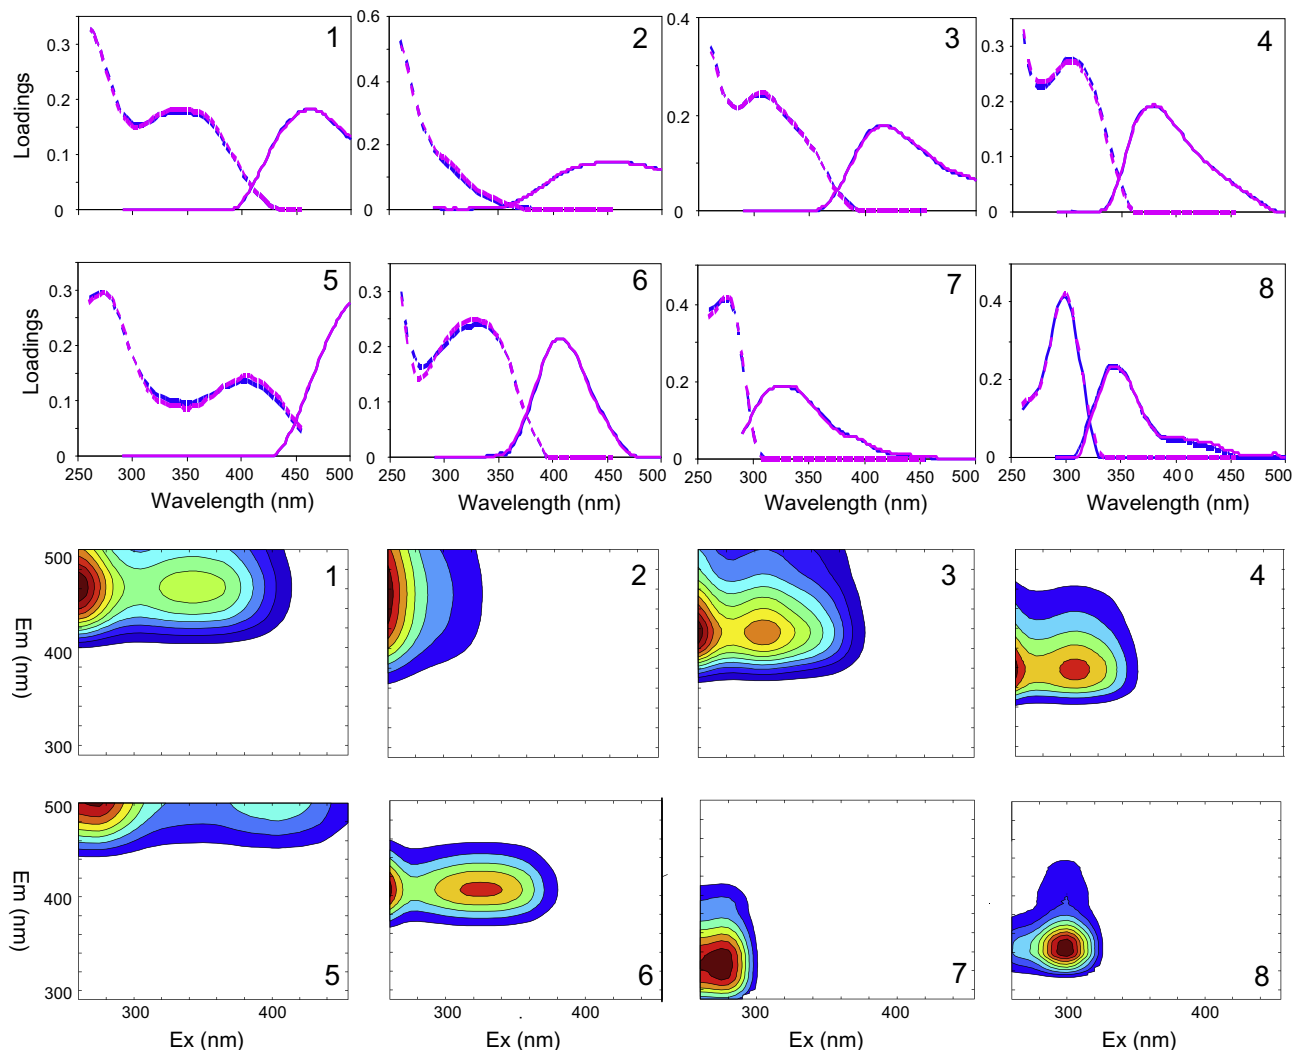 1 2 3 4
Loadings
0 0.1 0.2 0.3
0 0.2 0.4 0.6
0 0.2 0.4
0 0.1 0.2 0.3
5 6 7 8
Loadings
0 0.1 0.2 0.3
0 0.1 0.2 0.3
0 0.2 0.4
0 0.2 0.4
250 300 350 400 450 500
250 300 350 400 450 500
250 300 350 400 450 500
250 300 350 400 450 500
Wavelength (nm) Wavelength (nm) Wavelength (nm) Wavelength (nm)
1 2 3 4
Em (nm)
500
400
300
5 6 7 8
Em (nm)
500
400
300
300 400 300 400 300 400 300 400
Ex (nm) Ex (nm) Ex (nm) Ex (nm)